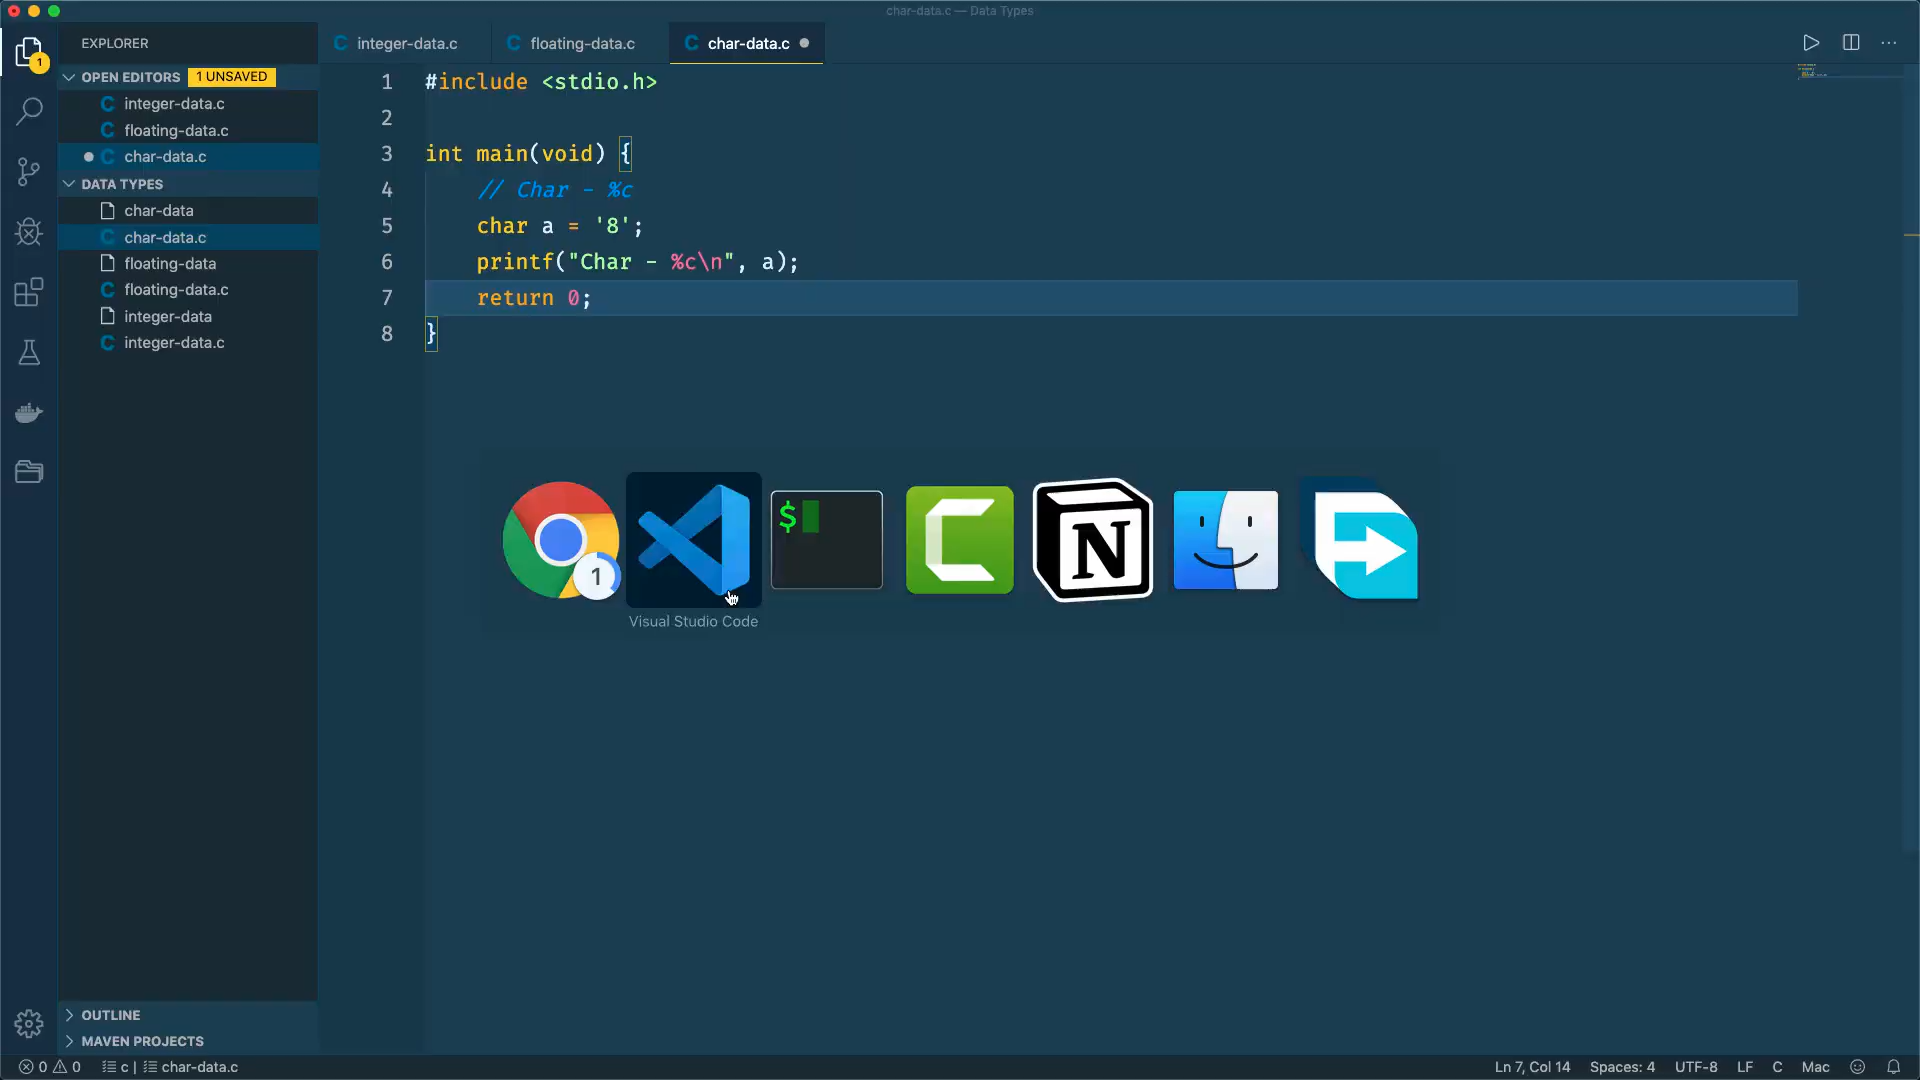 char-data.c — Data Types
EXPLORER
integer-data.c
floating-data.c
char-data.c
1
OPEN EDITORS
1 UNSAVED
integer-data.c
floating-data.c
char-data.c
DATA TYPES
char-data
char-data.c
floating-data
floating-data.c
integer-data
integer-data.c
1 #include <stdio.h>
2
3 int main(void) {
4 // Char - %c
5 char a = '8';
6 printf("Char - %c\n", a);
7 return 0;
8 }
1
$
N
Visual Studio Code
OUTLINE
MAVEN PROJECTS
0 0 c | char-data.c
Ln 7, Col 14 Spaces: 4 UTF-8 LF C Mac